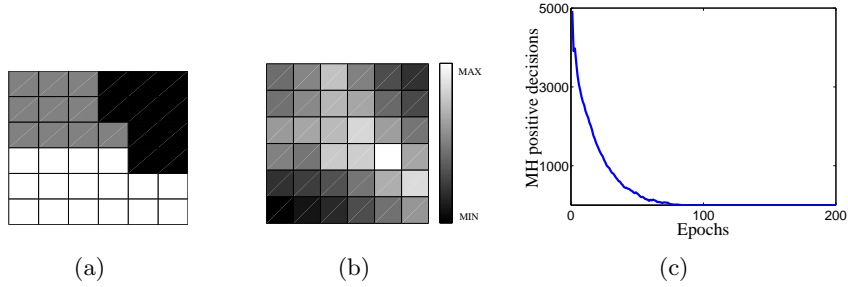 MAX
MIN
(a)
(b)
MH positive decisions
5000
3000
1000
0
100
200
Epochs
(c)